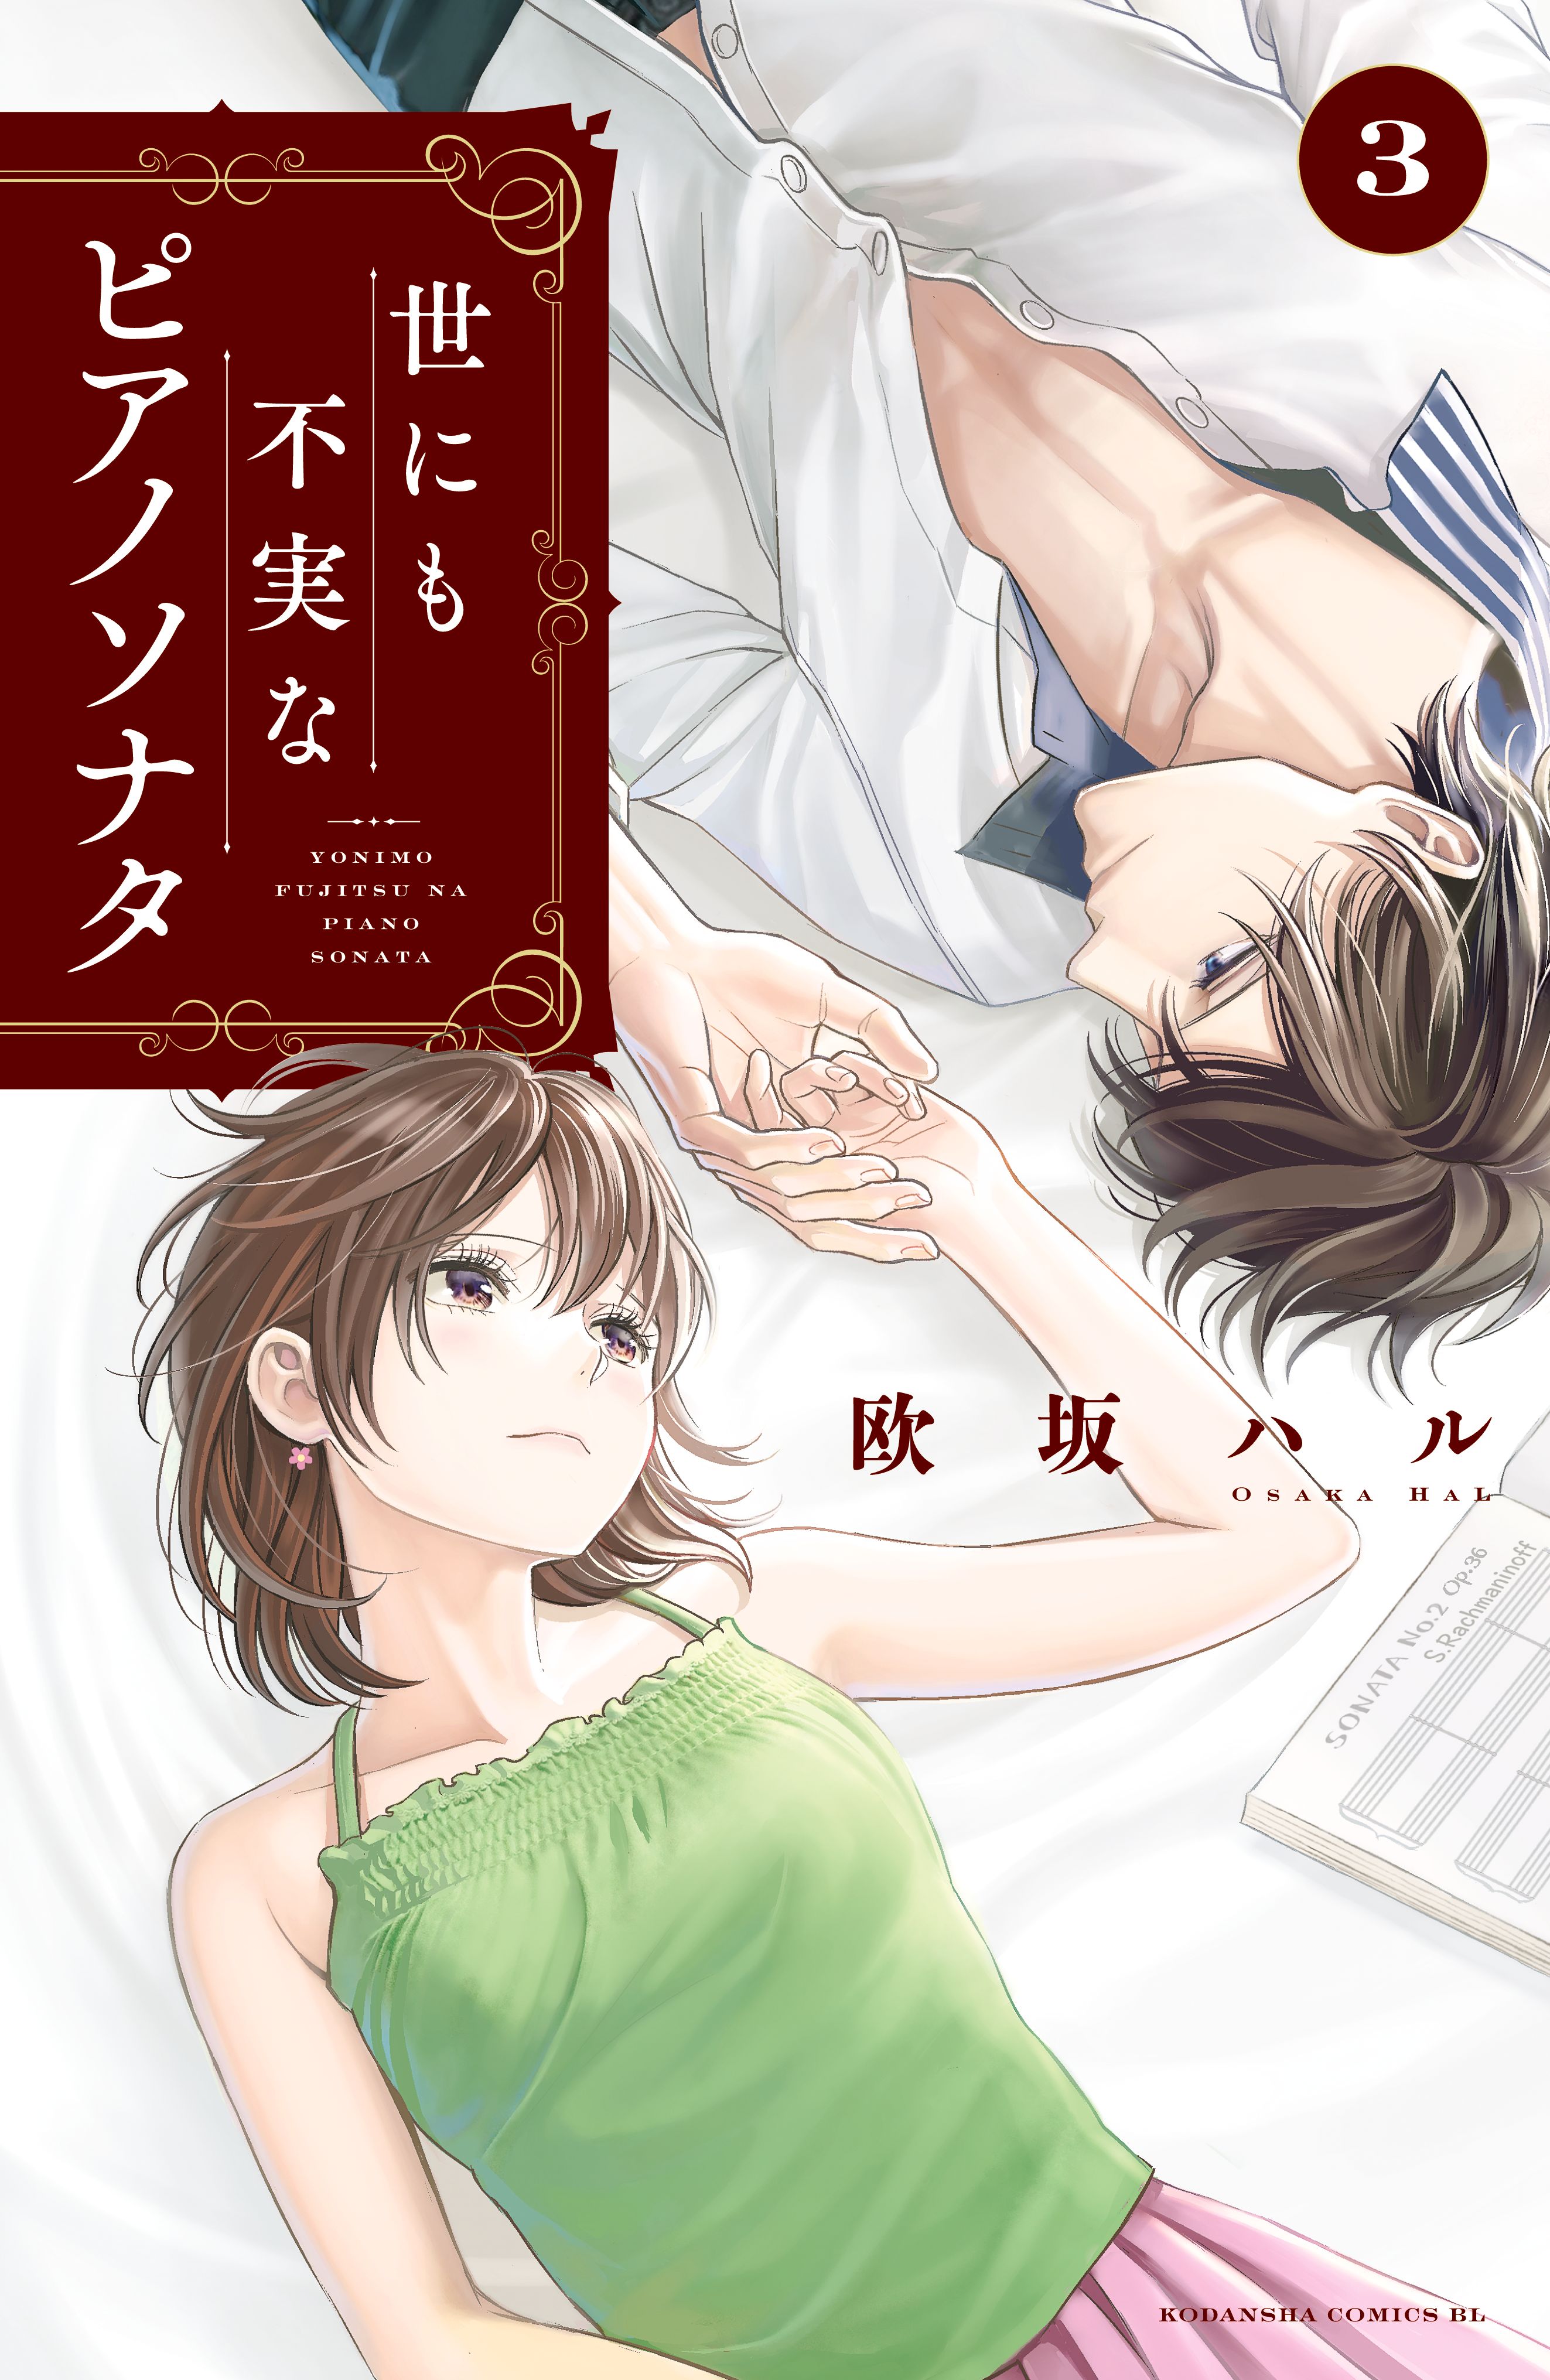 3
世にも
不実な
ピアノソナタ
YONIMO
FUJITSU NA
PIANO
SONATA
欧坂ハル
OSAKA HAL
SONATA No.2 Op.36
S.Rachmaninoff
KODANSHA COMICS BL